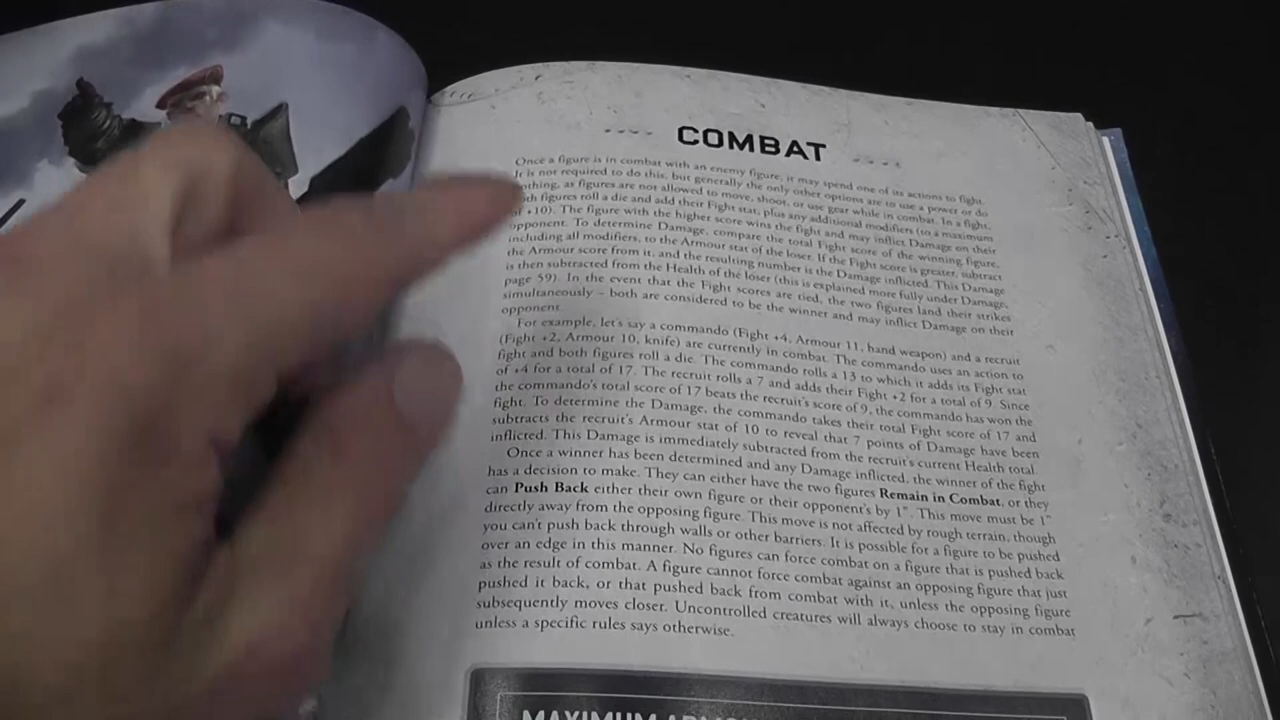 COMBAT
Once a figure is in combat with an enemy figure, it may spend one of its actions to fight.
It is not required to do this, but generally the only other options are to use a power or do
othing, as figures are not allowed to move, shoot, or use gear while in combat. In a fight,
th figures roll a die and add their Fight stat, plus any additional modifiers (to a maximum
of +10). The figure with the higher score wins the fight and may inflict Damage on their
opponent. To determine Damage, compare the total Fight score of the winning figure,
including all modifiers, to the Armour stat of the loser. If the Fight score is greater, subtract
the Armour score from it, and the resulting number is the Damage inflicted. This Damage
is then subtracted from the Health of the loser (this is explained more fully under Damage,
page 59). In the event that the Fight scores are tied, the two figures land their strikes
simultaneously – both are considered to be the winner and may inflict Damage on their
opponent.
For example, let's say a commando (Fight +4, Armour 11, hand weapon) and a recruit
(Fight +2, Armour 10, knife) are currently in combat. The commando uses an action to
fight and both figures roll a die. The commando rolls a 13 to which it adds its Fight stat
of +4 for a total of 17. The recruit rolls a 7 and adds their Fight +2 for a total of 9. Since
the commando's total score of 17 beats the recruit's score of 9, the commando has won the
fight. To determine the Damage, the commando takes their total Fight score of 17 and
subtracts the recruit's Armour stat of 10 to reveal that 7 points of Damage have been
inflicted. This Damage is immediately subtracted from the recruit's current Health total.
Once a winner has been determined and any Damage inflicted, the winner of the fight
has a decision to make. They can either have the two figures Remain in Combat, or they
can Push Back either their own figure or their opponent's by 1". This move must be 1"
directly away from the opposing figure. This move is not affected by rough terrain, though
you can't push back through walls or other barriers. It is possible for a figure to be pushed
over an edge in this manner. No figures can force combat on a figure that is pushed back
as the result of combat. A figure cannot force combat against an opposing figure that just
pushed it back, or that pushed back from combat with it, unless the opposing figure
subsequently moves closer. Uncontrolled creatures will always choose to stay in combat
unless a specific rules says otherwise.
MAXIMUM